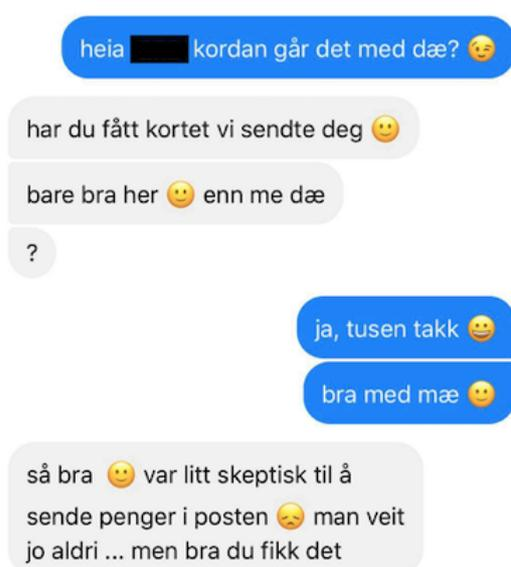 heia kordan går det med dæ? 😉
har du fått kortet vi sendte deg 🙂
bare bra her 🙂 enn me dæ
?
ja, tusen takk 😀
bra med mæ 🙂
så bra 🙂 var litt skeptisk til å
sende penger i posten 😞 man veit
jo aldri ... men bra du fikk det